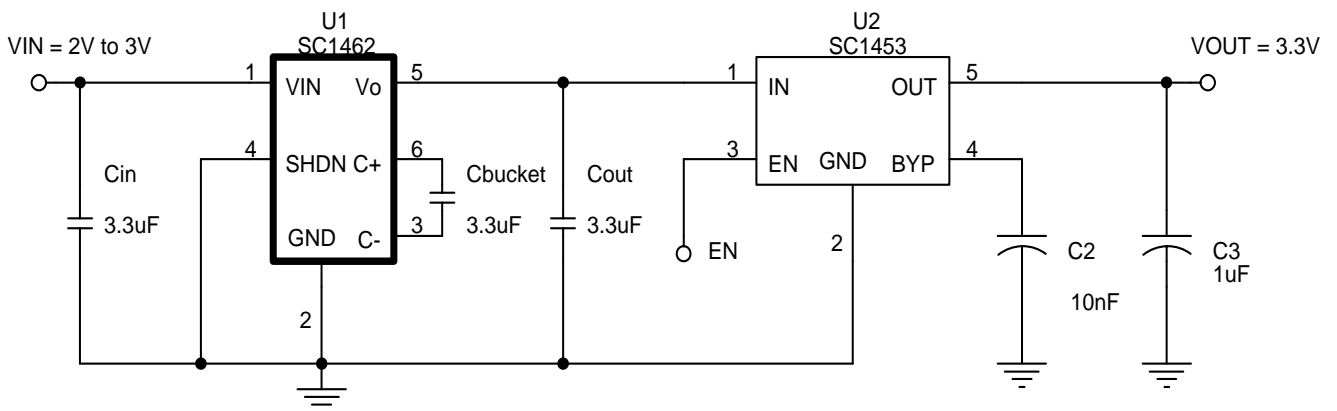 U1
SC1462
U2
SC1453
VIN = 2V to 3V
VOUT = 3.3V
1
VIN
Vo
5
1
IN
OUT
5
4
SHDN
C+
6
3
EN
GND
BYP
4
Cin
3.3uF
Cbucket
3.3uF
Cout
3.3uF
GND
C-
3
2
EN
2
C2
10nF
C3
1uF